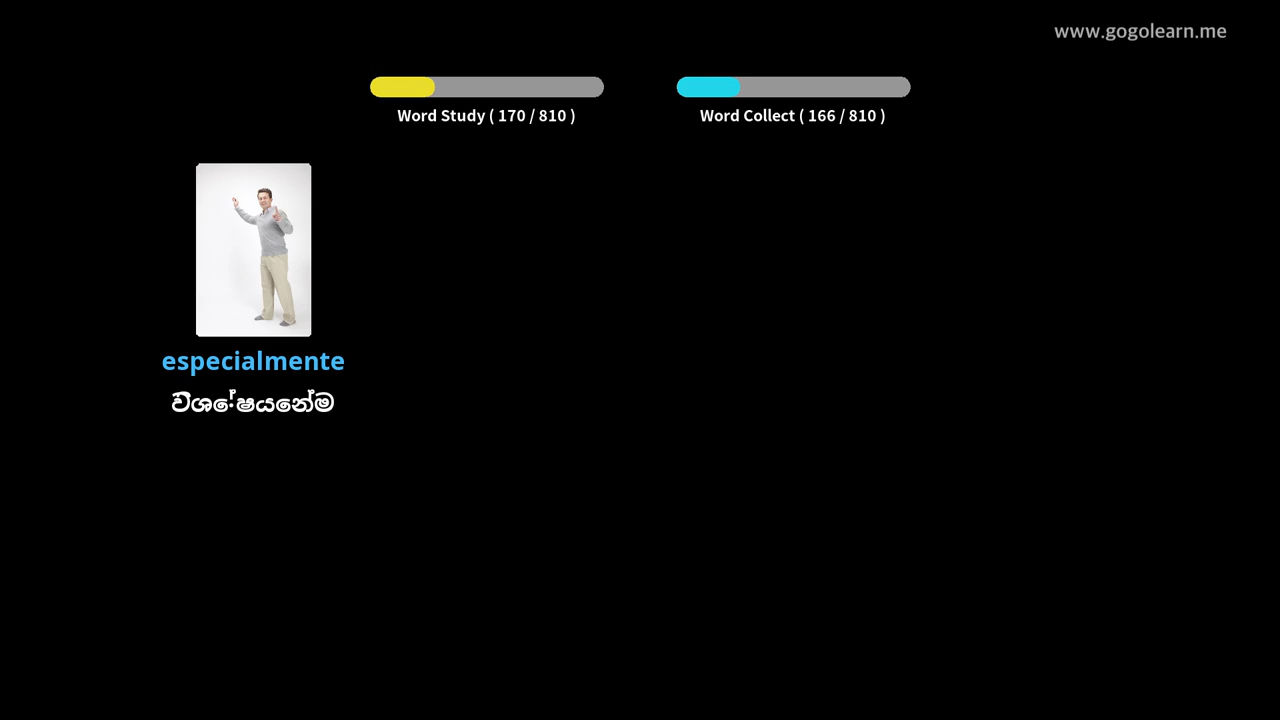 www.gogolearn.me
Word Study ( 170 / 810 )
Word Collect ( 166 / 810 )
especialmente
විශේෂයෙන්ම